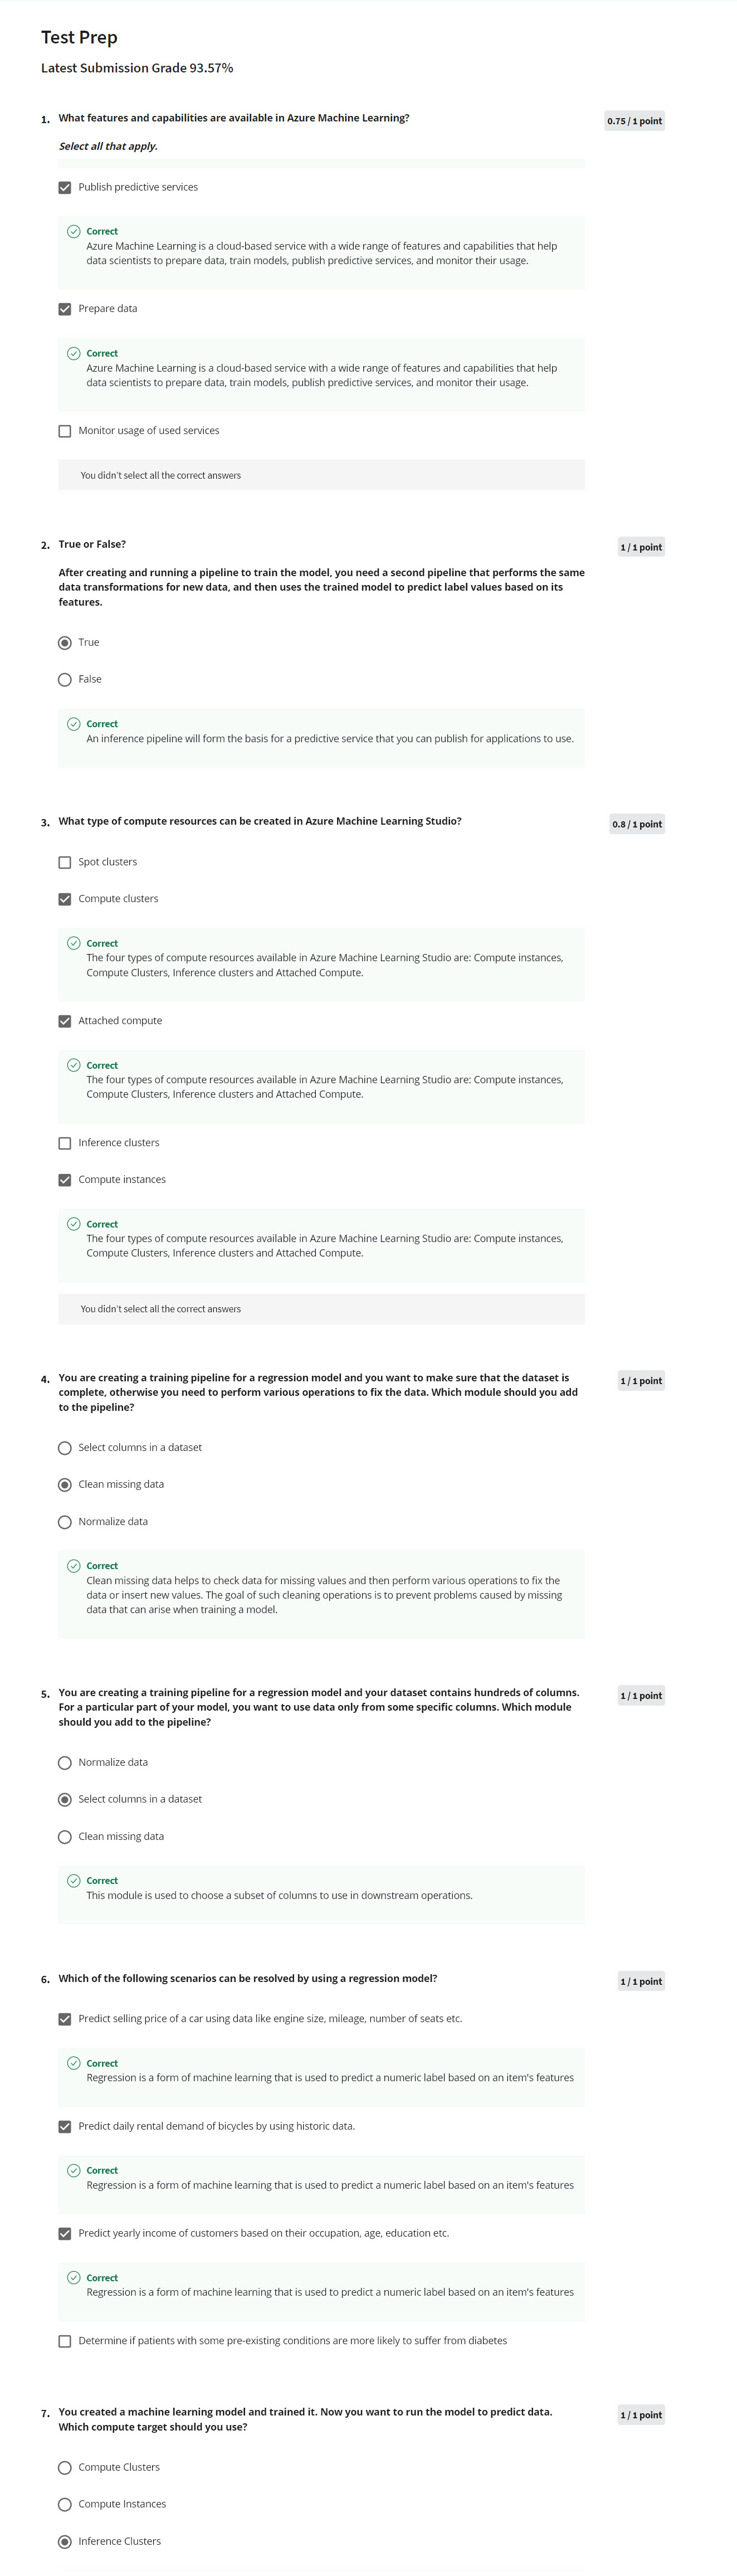 Test Prep
Latest Submission Grade 93.57%
1. What features and capabilities are available in Azure Machine Learning?
0.75 / 1 point
Select all that apply.
Publish predictive services
Correct
Azure Machine Learning is a cloud-based service with a wide range of features and capabilities that help
data scientists to prepare data, train models, publish predictive services, and monitor their usage.
Prepare data
Correct
Azure Machine Learning is a cloud-based service with a wide range of features and capabilities that help
data scientists to prepare data, train models, publish predictive services, and monitor their usage.
Monitor usage of used services
You didn't select all the correct answers
2. True or False?
1 / 1 point
After creating and running a pipeline to train the model, you need a second pipeline that performs the same
data transformations for new data, and then uses the trained model to predict label values based on its
features.
True
False
Correct
An inference pipeline will form the basis for a predictive service that you can publish for applications to use.
3. What type of compute resources can be created in Azure Machine Learning Studio?
0.8 / 1 point
Spot clusters
Compute clusters
Correct
The four types of compute resources available in Azure Machine Learning Studio are: Compute instances,
Compute Clusters, Inference clusters and Attached Compute.
Attached compute
Correct
The four types of compute resources available in Azure Machine Learning Studio are: Compute instances,
Compute Clusters, Inference clusters and Attached Compute.
Inference clusters
Compute instances
Correct
The four types of compute resources available in Azure Machine Learning Studio are: Compute instances,
Compute Clusters, Inference clusters and Attached Compute.
You didn't select all the correct answers
4. You are creating a training pipeline for a regression model and you want to make sure that the dataset is
1 / 1 point
complete, otherwise you need to perform various operations to fix the data. Which module should you add
to the pipeline?
Select columns in a dataset
Clean missing data
Normalize data
Correct
Clean missing data helps to check data for missing values and then perform various operations to fix the
data or insert new values. The goal of such cleaning operations is to prevent problems caused by missing
data that can arise when training a model.
5. You are creating a training pipeline for a regression model and your dataset contains hundreds of columns.
1 / 1 point
For a particular part of your model, you want to use data only from some specific columns. Which module
should you add to the pipeline?
Normalize data
Select columns in a dataset
Clean missing data
Correct
This module is used to choose a subset of columns to use in downstream operations.
6. Which of the following scenarios can be resolved by using a regression model?
1 / 1 point
Predict selling price of a car using data like engine size, mileage, number of seats etc.
Correct
Regression is a form of machine learning that is used to predict a numeric label based on an item's features
Predict daily rental demand of bicycles by using historic data.
Correct
Regression is a form of machine learning that is used to predict a numeric label based on an item's features
Predict yearly income of customers based on their occupation, age, education etc.
Correct
Regression is a form of machine learning that is used to predict a numeric label based on an item's features
Determine if patients with some pre-existing conditions are more likely to suffer from diabetes
7. You created a machine learning model and trained it. Now you want to run the model to predict data.
1 / 1 point
Which compute target should you use?
Compute Clusters
Compute Instances
Inference Clusters